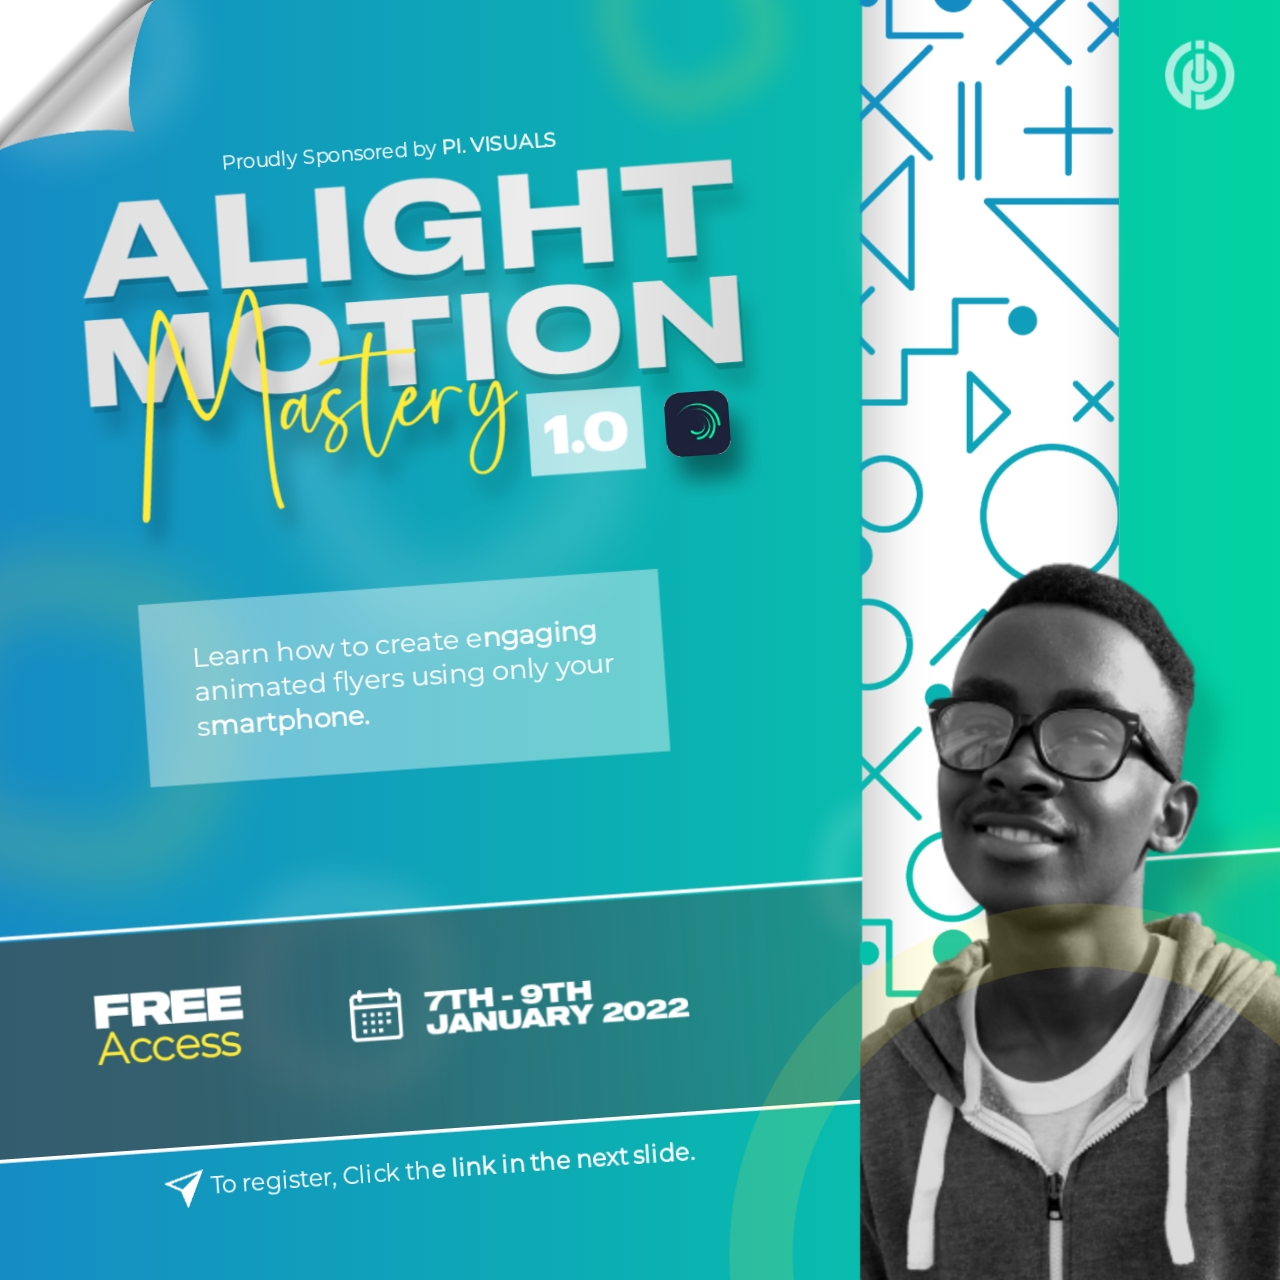 Proudly Sponsored by PI. VISUALS
ALIGHT
MOTION
Mastery
1.0
Learn how to create engaging
animated flyers using only your
smartphone.
FREE
Access
7TH - 9TH
JANUARY 2022
To register, Click the link in the next slide.